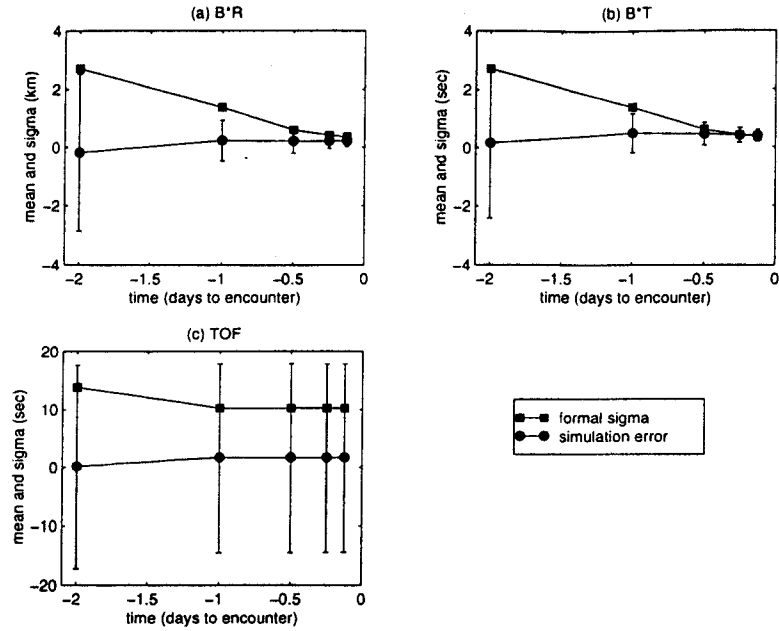 (a) B*R
mean and sigma (km)
4
2
0
−2
−4
−2
−1.5
−1
−0.5
0
time (days to encounter)
(b) B*T
mean and sigma (sec)
4
2
0
−2
−4
−2
−1.5
−1
−0.5
0
time (days to encounter)
(c) TOF
mean and sigma (sec)
20
10
0
−10
−20
−2
−1.5
−1
−0.5
0
time (days to encounter)
formal sigma
simulation error